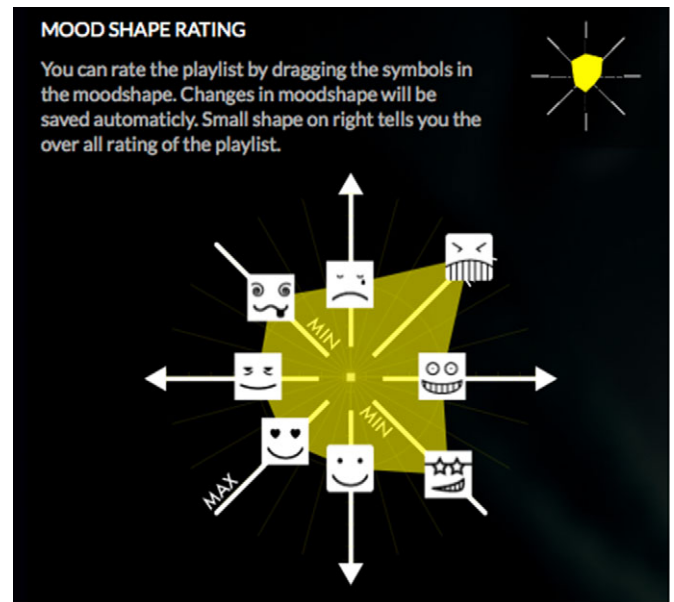 MOOD SHAPE RATING
You can rate the playlist by dragging the symbols in
the moodshape. Changes in moodshape will be
saved automaticly. Small shape on right tells you the
over all rating of the playlist.
MIN
MIN
MAX